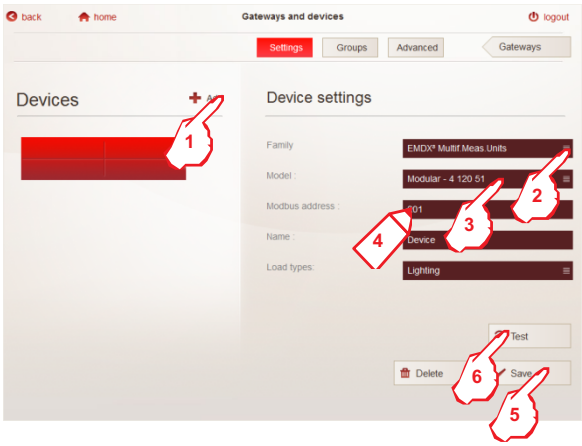 back home Gateways and devices logout
Settings Groups Advanced Gateways
Devices
Device settings
1
Family EMDX³ Multif Meas.Units
2
Model : Modular - 4 120 51
3
Modbus address :
4
Name : Device
Load types: Lighting
Test
Delete Save
6
5